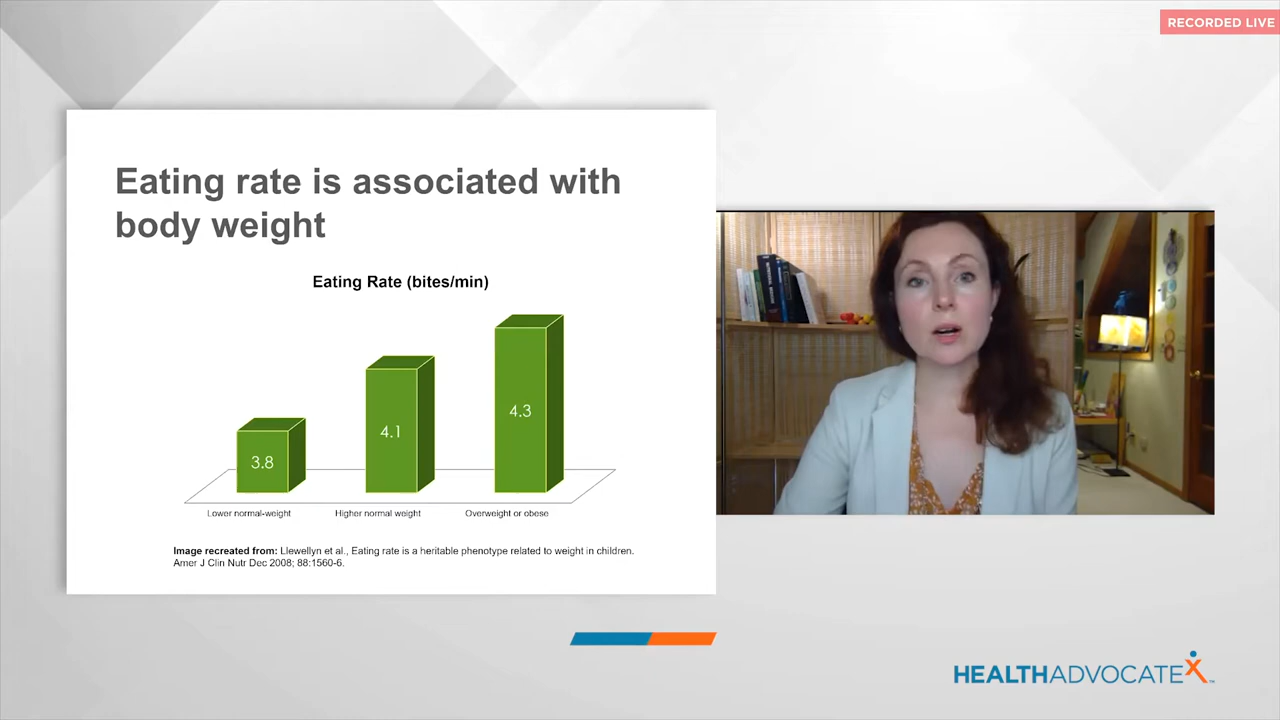 RECORDED LIVE
Eating rate is associated with
body weight
Eating Rate (bites/min)
3.8
4.1
4.3
Lower normal-weight
Higher normal weight
Overweight or obese
Image recreated from: Llewellyn et al., Eating rate is a heritable phenotype related to weight in children.
Amer J Clin Nutr Dec 2008; 88:1560-6.
HEALTHADVOCATEX™